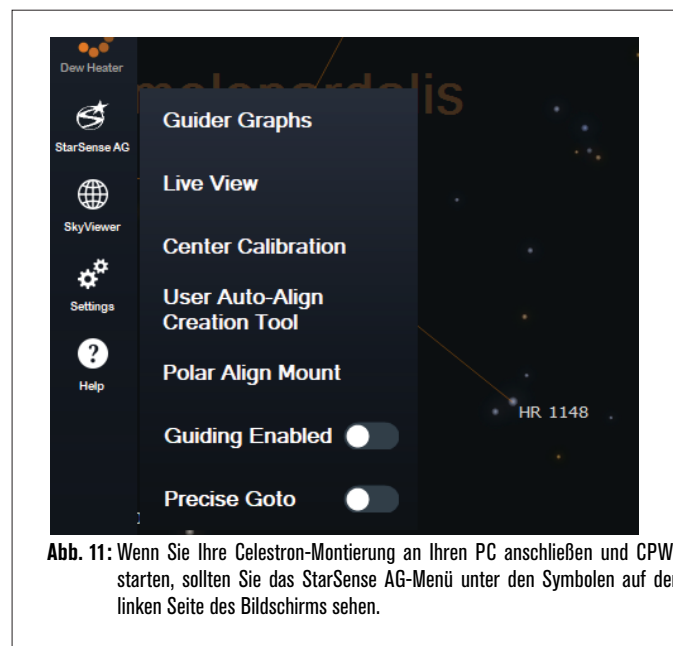 Dew Heater
StarSense AG
SkyViewer
Settings
Help
Guider Graphs
Live View
Center Calibration
User Auto-Align
Creation Tool
Polar Align Mount
Guiding Enabled
Precise Goto
HR 1148
Abb. 11: Wenn Sie Ihre Celestron-Montierung an Ihren PC anschließen und CPW
starten, sollten Sie das StarSense AG-Menü unter den Symbolen auf der
linken Seite des Bildschirms sehen.